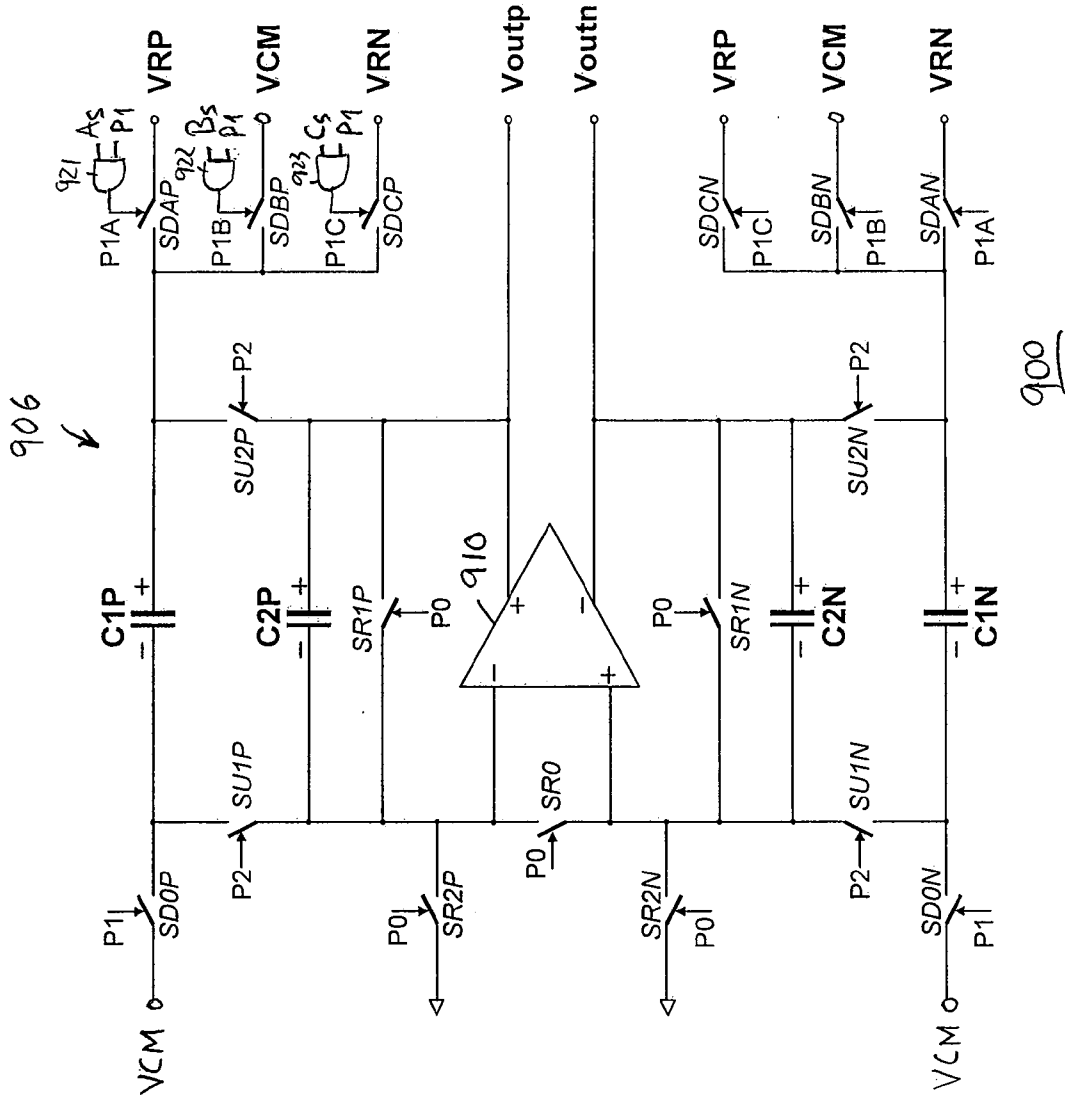 906
921
As
P1
VRP
P1A
SDAP
922
Bs
P1
VCM
P1B
SDBP
923
Cs
P1
VRN
P1C
SDCP
C1P
- +
SU2P
P2
P1
SD0P
VCM
SU1P
P2
C2P
- +
SR1P
P0
Voutp
910
- +
+ -
P0
SR2P
SR0
P0
Voutn
SR2N
P0
P0
SR1N
C2N
- +
VRP
SDCN
P1C
SU1N
P2
SU2N
P2
VCM
SDBN
P1B
VCM
SD0N
P1
- +
C1N
VRN
SDAN
P1A
900